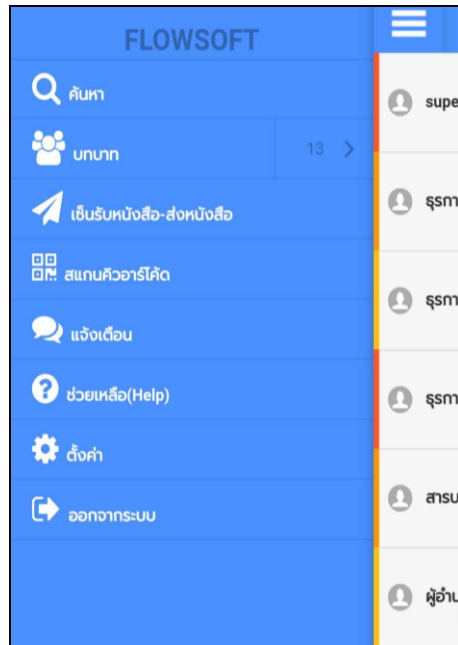 FLOWSOFT
ค้นหา
บทบาท 13
เซ็นรับหนังสือ-ส่งหนังสือ
สแกนคิวอาร์โค้ด
แจ้งเตือน
ช่วยเหลือ(Help)
ตั้งค่า
ออกจากระบบ
supe
ธุรกา
ธุรกา
ธุรกา
สารบ
ผู้อำน